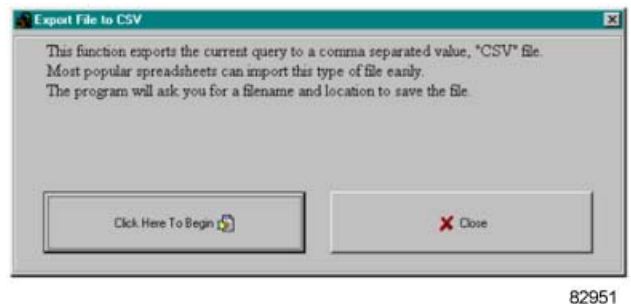 Export File to CSV
This function exports the current query to a comma separated value, "CSV" file.
Most popular spreadsheets can import this type of file easily.
The program will ask you for a filename and location to save the file.
Click Here To Begin
Close
82951